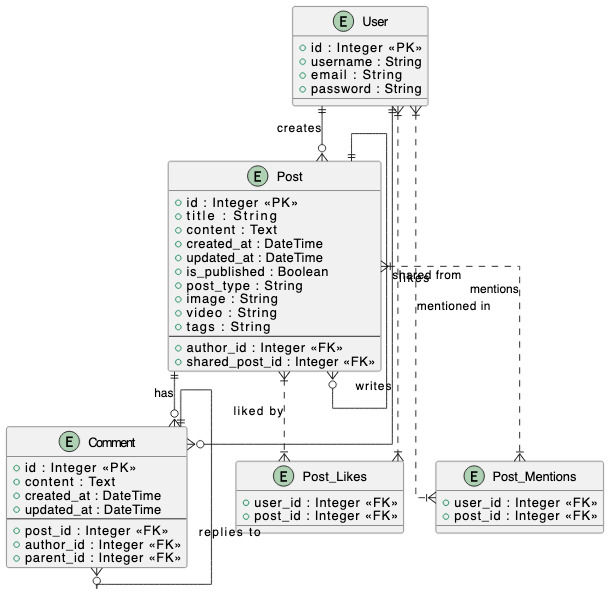 E User
id : Integer «PK»
username : String
email : String
password : String
creates
E Post
id : Integer «PK»
title : String
content : Text
created_at : DateTime
updated_at : DateTime
is_published : Boolean
post_type : String
image : String
video : String
tags : String
author_id : Integer «FK»
shared_post_id : Integer «FK»
shared from
likes
mentions
mentioned in
has
writes
liked by
E Comment
id : Integer «PK»
content : Text
created_at : DateTime
updated_at : DateTime
post_id : Integer «FK»
author_id : Integer «FK»
parent_id : Integer «FK»
replies to
E Post_Likes
user_id : Integer «FK»
post_id : Integer «FK»
E Post_Mentions
user_id : Integer «FK»
post_id : Integer «FK»